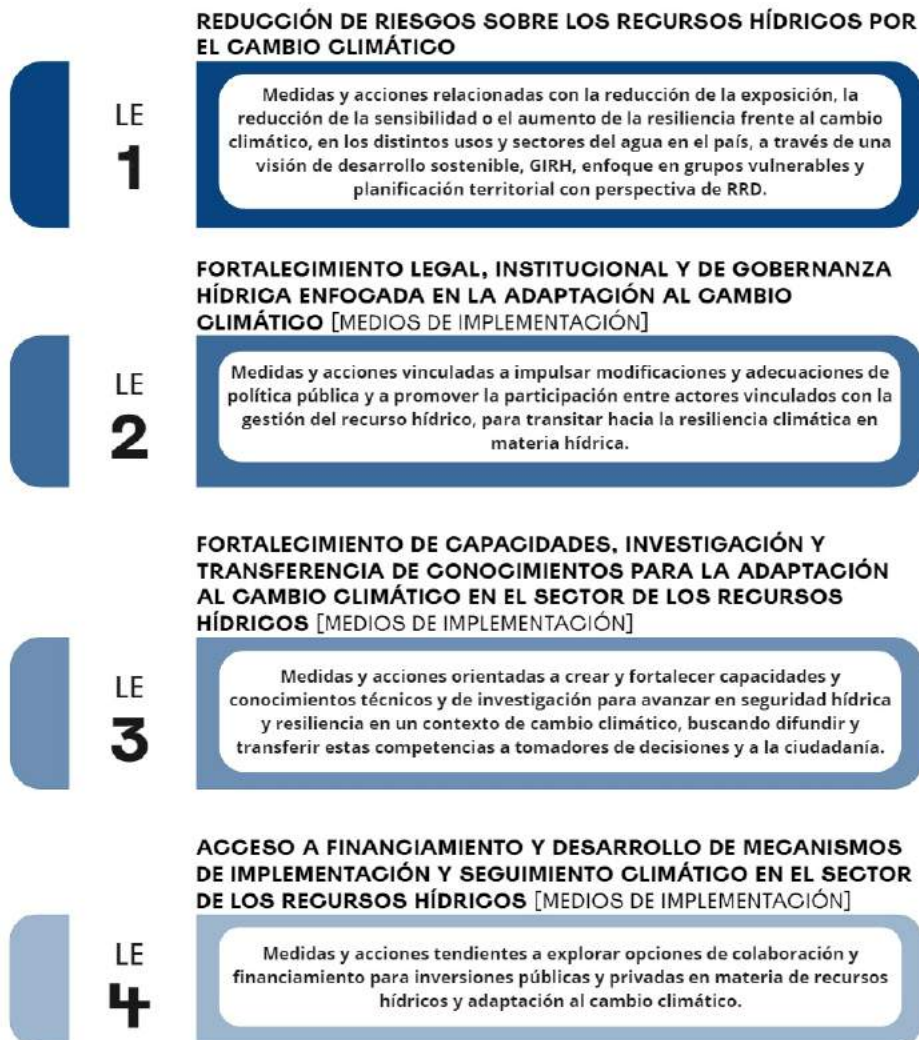 REDUCCIÓN DE RIESGOS SOBRE LOS RECURSOS HÍDRICOS POR
EL CAMBIO CLIMÁTICO
LE
1
Medidas y acciones relacionadas con la reducción de la exposición, la
reducción de la sensibilidad o el aumento de la resiliencia frente al cambio
climático, en los distintos usos y sectores del agua en el país, a través de una
visión de desarrollo sostenible, GIRH, enfoque en grupos vulnerables y
planificación territorial con perspectiva de RRD.
FORTALECIMIENTO LEGAL, INSTITUCIONAL Y DE GOBERNANZA
HÍDRICA ENFOCADA EN LA ADAPTACIÓN AL CAMBIO
CLIMÁTICO [MEDIOS DE IMPLEMENTACIÓN]
LE
2
Medidas y acciones vinculadas a impulsar modificaciones y adecuaciones de
política pública y a promover la participación entre actores vinculados con la
gestión del recurso hídrico, para transitar hacia la resiliencia climática en
materia hídrica.
FORTALECIMIENTO DE CAPACIDADES, INVESTIGACIÓN Y
TRANSFERENCIA DE CONOCIMIENTOS PARA LA ADAPTACIÓN
AL CAMBIO CLIMÁTICO EN EL SECTOR DE LOS RECURSOS
HÍDRICOS [MEDIOS DE IMPLEMENTACIÓN]
LE
3
Medidas y acciones orientadas a crear y fortalecer capacidades y
conocimientos técnicos y de investigación para avanzar en seguridad hídrica
y resiliencia en un contexto de cambio climático, buscando difundir y
transferir estas competencias a tomadores de decisiones y a la ciudadanía.
ACCESO A FINANCIAMIENTO Y DESARROLLO DE MECANISMOS
DE IMPLEMENTACIÓN Y SEGUIMIENTO CLIMÁTICO EN EL SECTOR
DE LOS RECURSOS HÍDRICOS [MEDIOS DE IMPLEMENTACIÓN]
LE
4
Medidas y acciones tendientes a explorar opciones de colaboración y
financiamiento para inversiones públicas y privadas en materia de recursos
hídricos y adaptación al cambio climático.